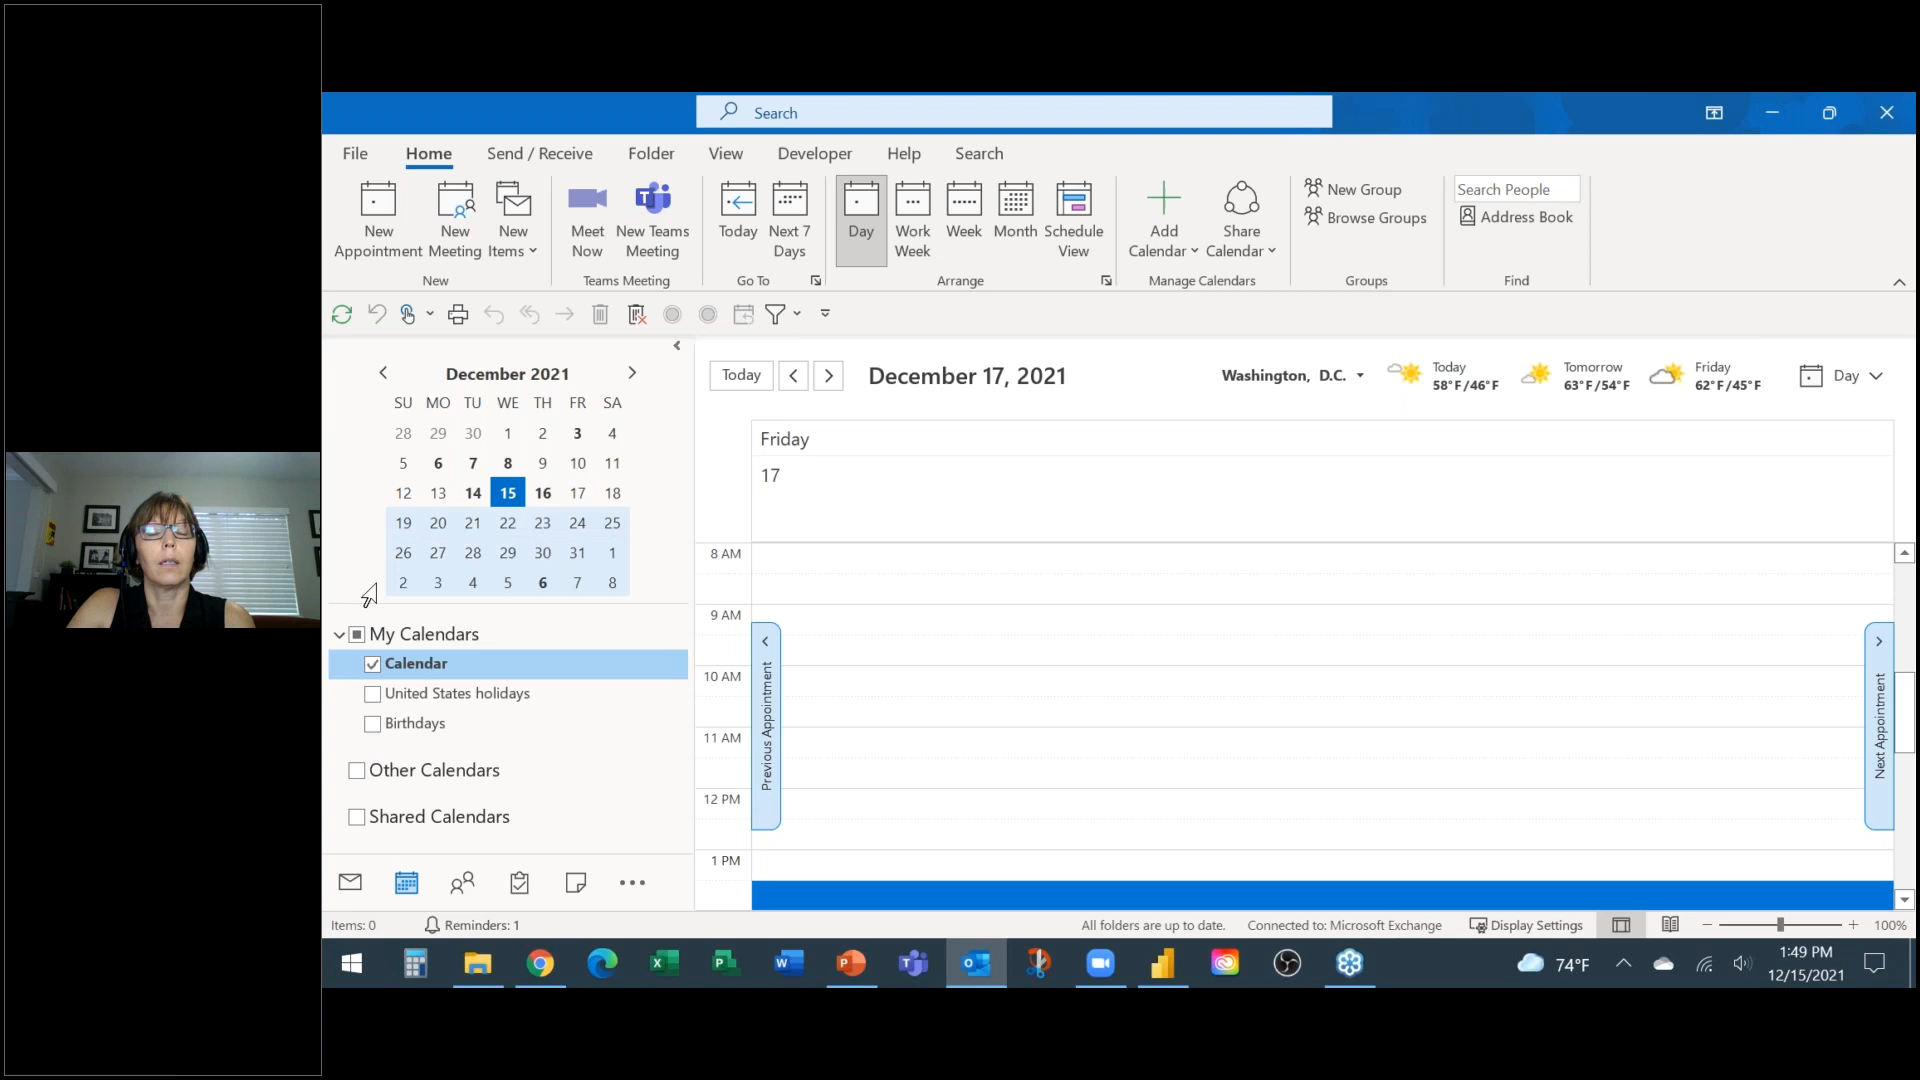 Search
File Home Send / Receive Folder View Developer Help Search
New Appointment
New Meeting
New Items
Meet Now
New Teams Meeting
Today
Next 7 Days
Day
Work Week
Week
Month
Schedule View
Add Calendar
Share Calendar
New Group
Browse Groups
Search People
Address Book
New
Teams Meeting
Go To
Arrange
Manage Calendars
Groups
Find
December 2021
SU MO TU WE TH FR SA
28 29 30 1 2 3 4
5 6 7 8 9 10 11
12 13 14 15 16 17 18
19 20 21 22 23 24 25
26 27 28 29 30 31 1
2 3 4 5 6 7 8
My Calendars
Calendar
United States holidays
Birthdays
Other Calendars
Shared Calendars
Today
December 17, 2021
Washington, D.C.
Today
58°F/46°F
Tomorrow
63°F/54°F
Friday
62°F/45°F
Day
Friday
17
8 AM
9 AM
10 AM
11 AM
12 PM
1 PM
Previous Appointment
Next Appointment
Items: 0
Reminders: 1
All folders are up to date.
Connected to: Microsoft Exchange
Display Settings
100%
74°F
1:49 PM
12/15/2021